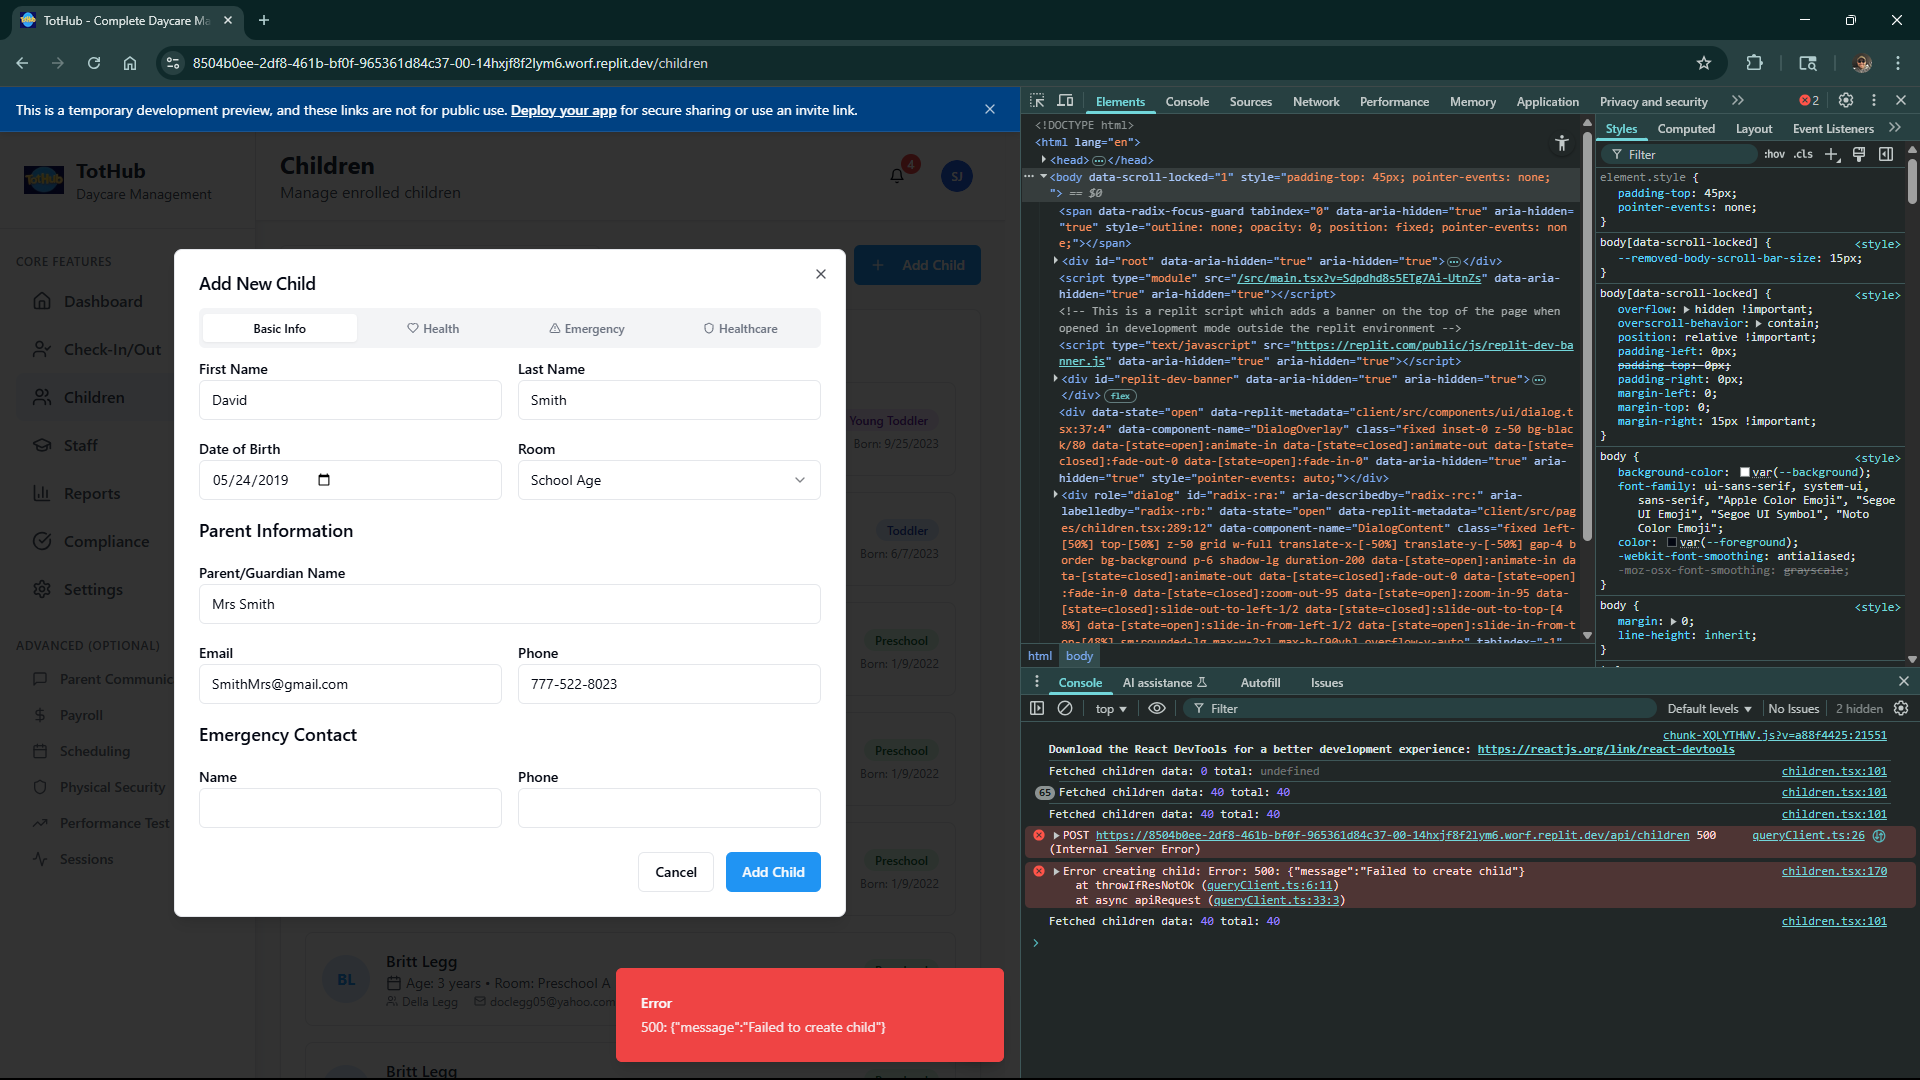 TotHub - Complete Daycare Ma
8504b0ee-2df8-461b-bf0f-965361d84c37-00-14hxjf8f2lym6.worf.replit.dev/children
This is a temporary development preview, and these links are not for public use. Deploy your app for secure sharing or use an invite link.
TotHub
TotHub
Daycare Management
Children
Manage enrolled children
4
SJ
CORE FEATURES
Dashboard
Check-In/Out
Children
Staff
Reports
Compliance
Settings
ADVANCED (OPTIONAL)
Parent Communic
Payroll
Scheduling
Physical Security
Performance Test
Sessions
Add Child
Young Toddler
Born: 9/25/2023
Toddler
Born: 6/7/2023
Preschool
Born: 1/9/2022
Preschool
Born: 1/9/2022
Preschool
Born: 1/9/2022
BL
Britt Legg
Age: 3 years • Room: Preschool A
Della Legg doclegg05@yahoo.com
Britt Legg
Add New Child
Basic Info Health Emergency Healthcare
First Name Last Name
David Smith
Date of Birth Room
05/24/2019 School Age
Parent Information
Parent/Guardian Name
Mrs Smith
Email Phone
SmithMrs@gmail.com 777-522-8023
Emergency Contact
Name Phone
Cancel Add Child
Error
500: {"message":"Failed to create child"}
Elements Console Sources Network Performance Memory Application Privacy and security 2
<!DOCTYPE html>
<html lang="en">
<head></head>
<body data-scroll-locked="1" style="padding-top: 45px; pointer-events: none;
"> == $0
<span data-radix-focus-guard tabindex="0" data-aria-hidden="true" aria-hidden=
"true" style="outline: none; opacity: 0; position: fixed; pointer-events: non
e;"></span>
<div id="root" data-aria-hidden="true" aria-hidden="true"></div>
<script type="module" src="/src/main.tsx?v=Sdpdhd8s5ETg7Ai-UtnZs" data-aria-
hidden="true" aria-hidden="true"></script>
<!-- This is a replit script which adds a banner on the top of the page when
opened in development mode outside the replit environment -->
<script type="text/javascript" src="https://replit.com/public/js/replit-dev-ba
nner.js" data-aria-hidden="true" aria-hidden="true"></script>
<div id="replit-dev-banner" data-aria-hidden="true" aria-hidden="true">
</div> flex
<div data-state="open" data-replit-metadata="client/src/components/ui/dialog.t
sx:37:4" data-component-name="DialogOverlay" class="fixed inset-0 z-50 bg-blac
k/80 data-[state=open]:animate-in data-[state=closed]:animate-out data-[state=
closed]:fade-out-0 data-[state=open]:fade-in-0" data-aria-hidden="true" aria-
hidden="true" style="pointer-events: auto;"></div>
<div role="dialog" id="radix-:ra:" aria-describedby="radix-:rc:" aria-
labelledby="radix-:rb:" data-state="open" data-replit-metadata="client/src/pag
es/children.tsx:289:12" data-component-name="DialogContent" class="fixed left-
[50%] top-[50%] z-50 grid w-full translate-x-[-50%] translate-y-[-50%] gap-4 b
order bg-background p-6 shadow-lg duration-200 data-[state=open]:animate-in da
ta-[state=closed]:animate-out data-[state=closed]:fade-out-0 data-[state=open]
:fade-in-0 data-[state=closed]:zoom-out-95 data-[state=open]:zoom-in-95 data-
[state=closed]:slide-out-to-left-1/2 data-[state=closed]:slide-out-to-top-[4
8%] data-[state=open]:slide-in-from-left-1/2 data-[state=open]:slide-in-from-t
op-[48%] sm:rounded-lg max-w-2xl max-h-[90vh] overflow-y-auto" tabindex="-1"
html body
Styles Computed Layout Event Listeners
Filter :hov .cls
element.style {
padding-top: 45px;
pointer-events: none;
}
body[data-scroll-locked] { <style>
--removed-body-scroll-bar-size: 15px;
}
body[data-scroll-locked] { <style>
overflow: hidden !important;
overscroll-behavior: contain;
position: relative !important;
padding-left: 0px;
padding-top: 0px;
padding-right: 0px;
margin-left: 0;
margin-top: 0;
margin-right: 15px !important;
}
body { <style>
background-color: var(--background);
font-family: ui-sans-serif, system-ui,
sans-serif, "Apple Color Emoji", "Segoe
UI Emoji", "Segoe UI Symbol", "Noto
Color Emoji";
color: var(--foreground);
-webkit-font-smoothing: antialiased;
-moz-osx-font-smoothing: grayscale;
}
body { <style>
margin: 0;
line-height: inherit;
}
Console AI assistance Autofill Issues
top Filter Default levels No Issues 2 hidden
chunk-XQLYTHWV.js?v=a88f4425:21551
Download the React DevTools for a better development experience: https://reactjs.org/link/react-devtools
Fetched children data: 0 total: undefined children.tsx:101
65 Fetched children data: 40 total: 40 children.tsx:101
Fetched children data: 40 total: 40 children.tsx:101
POST https://8504b0ee-2df8-461b-bf0f-965361d84c37-00-14hxjf8f2lym6.worf.replit.dev/api/children 500 queryClient.ts:26
(Internal Server Error)
Error creating child: Error: 500: {"message":"Failed to create child"} children.tsx:170
at throwIfResNotOk (queryClient.ts:6:11)
at async apiRequest (queryClient.ts:33:3)
Fetched children data: 40 total: 40 children.tsx:101